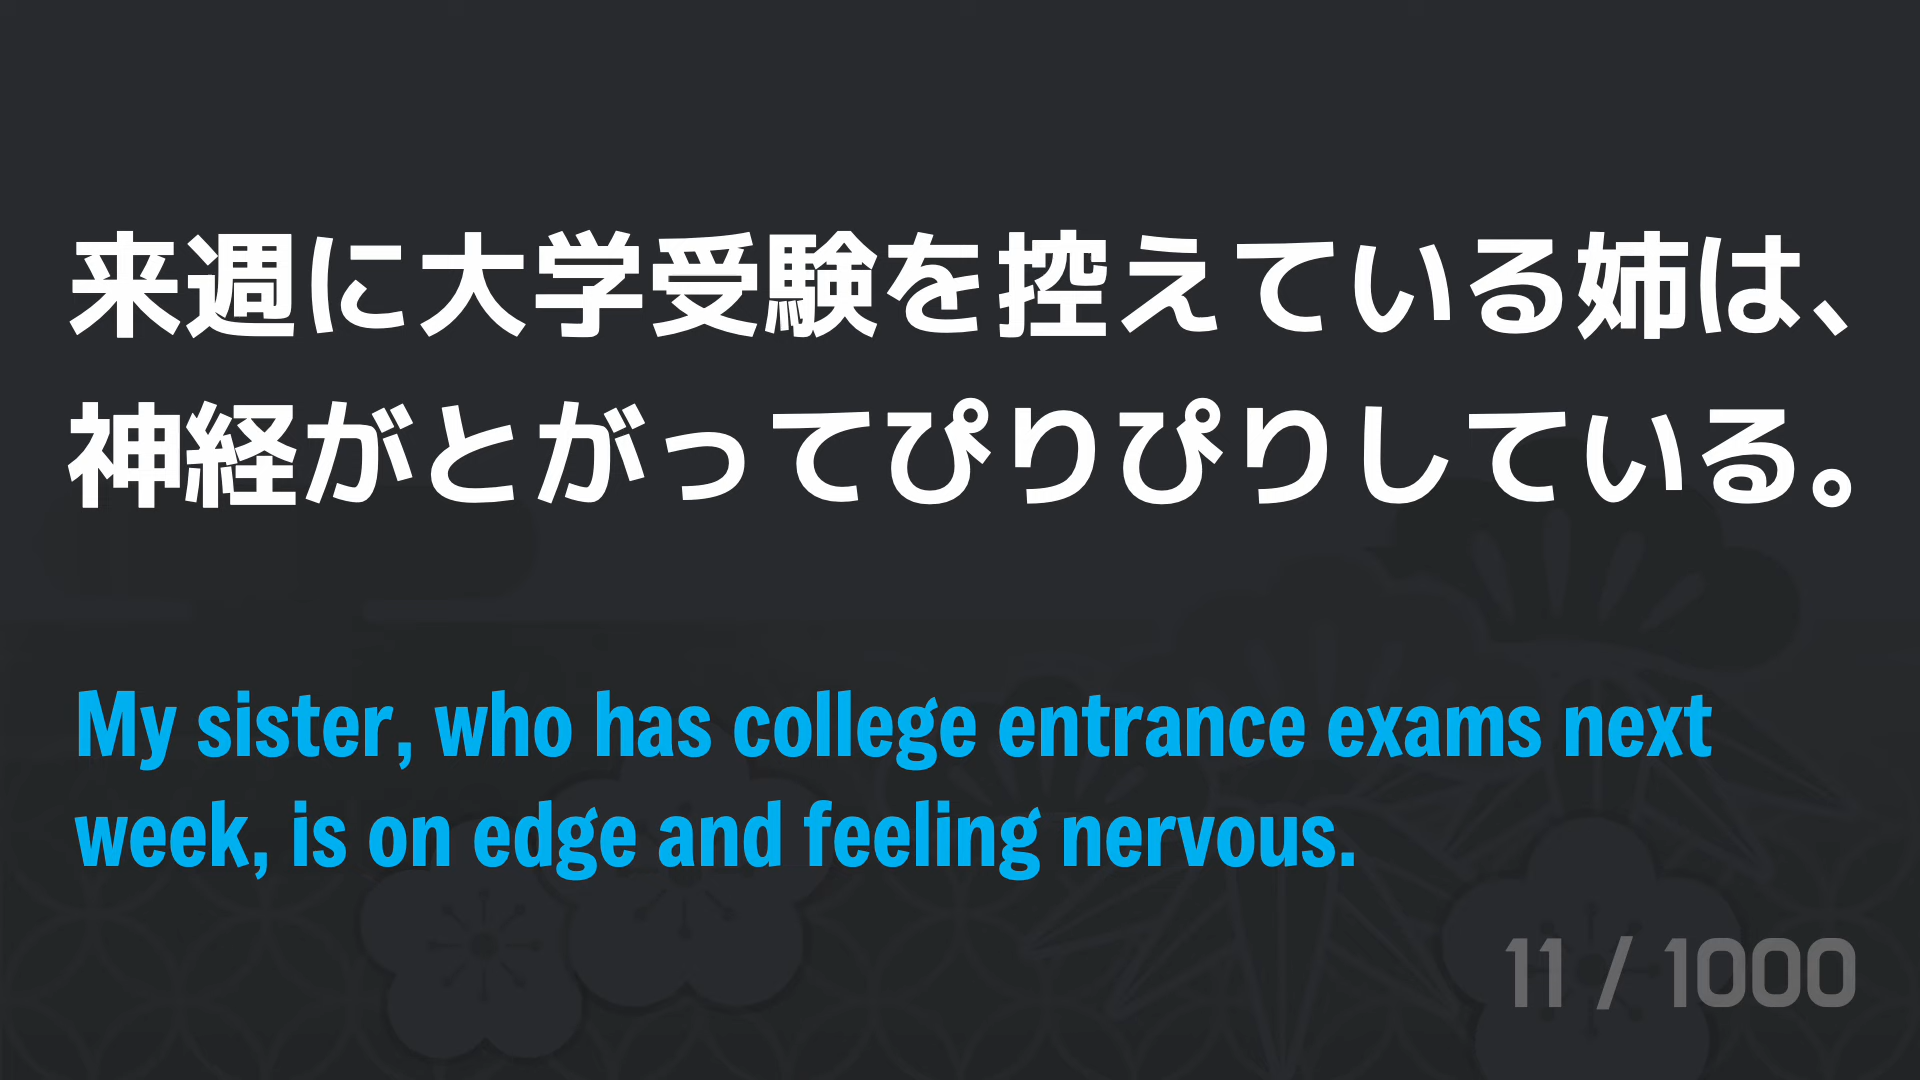 来週に大学受験を控えている姉は、
神経がとがってぴりぴりしている。
My sister, who has college entrance exams next
week, is on edge and feeling nervous.
11 / 1000